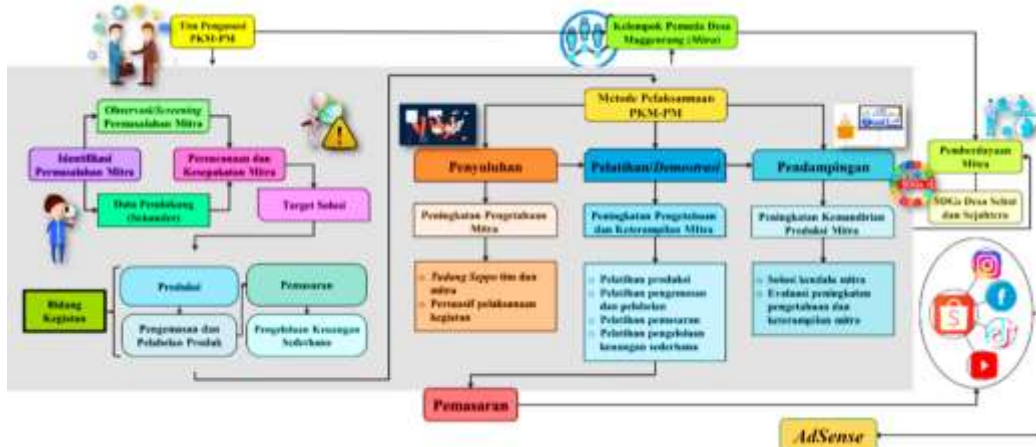 Tim Pengusul
PKM-PM
Kelompok Pemuda Desa
Maggenrang (Mitra)
Metode Pelaksanaan
PKM-PM
Observasi/Screening
Permasalahan Mitra
Identifikasi
Permasalahan Mitra
Perencanaan dan
Kesepakatan Mitra
Data Pendukung
(Sekunder)
Target Solusi
Penyuluhan
Pelatihan/Demostrasi
Pendampingan
Pemberdayaan
Mitra
SDGs Desa Sehat
dan Sejahtera
Peningkatan Pengetahuan
Mitra
Peningkatan Pengetahuan
dan Keterampilan Mitra
Peningkatan Kemandirian
Produksi Mitra
Tudang Seppu tim dan
mitra
Persuasif pelaksanaan
kegiatan
Pelatihan produksi
Pelatihan pengemasan
dan pelabelan
Pelatihan pemasaran
Pelatihan pengelolaan
keuangan sederhana
Solusi kendala mitra
Evaluasi peningkatan
pengetahuan dan
keterampilan mitra
Bidang
Kegiatan
Produksi
Pemasaran
Pengemasan dan
Pelabelan Produk
Pengelolaan Keuangan
Sederhana
Pemasaran
AdSense